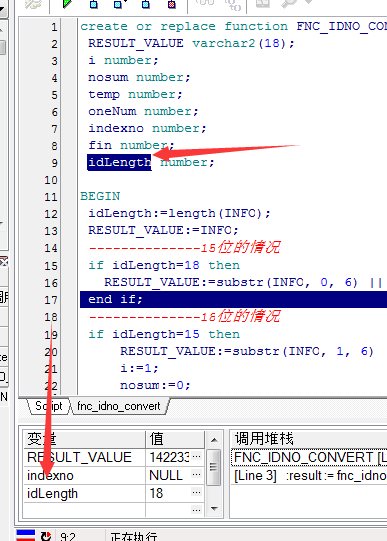 1 create or replace function FNC_IDNO_CON
2 RESULT_VALUE varchar2(18);
3 i number;
4 nosum number;
5 temp number;
6 oneNum number;
7 indexno number;
8 fin number;
9 idLength number;
10
11 BEGIN
12 idLength:=length(INFO);
13 RESULT_VALUE:=INFO;
14 -------------18位的情况
15 if idLength=18 then
16 RESULT_VALUE:=substr(INFO, 0, 6) ||
17 end if;
18 -------------15位的情况
19 if idLength=15 then
20 RESULT_VALUE:=substr(INFO, 1, 6)
21 i:=1;
22 nosum:=0;
Script fnc_idno_convert
变量 值 调用堆栈
RESULT_VALUE 142233 ... FNC_IDNO_CONVERT [L
indexno NULL ... [Line 3] :result := fnc_idno
idLength 18 ...
9:2 正在执行